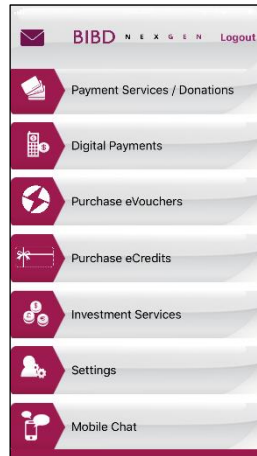 BIBD NEXGEN Logout
Payment Services / Donations
Digital Payments
Purchase eVouchers
Purchase eCredits
Investment Services
Settings
Mobile Chat